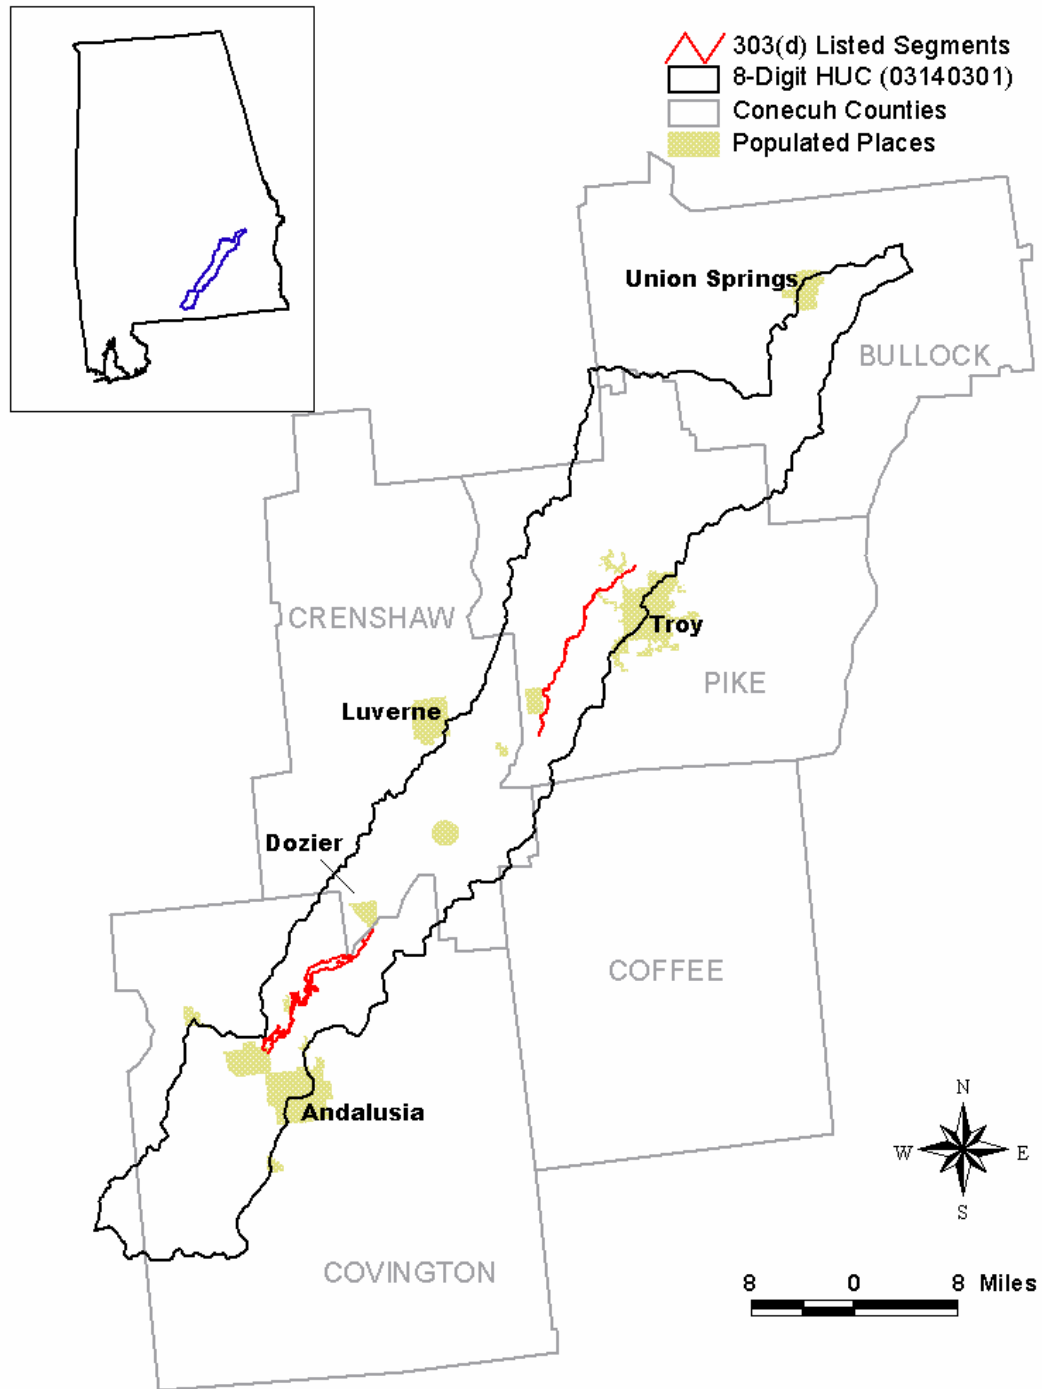 303(d) Listed Segments
8-Digit HUC (03140301)
Conecuh Counties
Populated Places
Union Springs
BULLOCK
CRENSHAW
Troy
PIKE
Luverne
Dozier
COFFEE
Andalusia
COVINGTON
N
W E
S
8 0 8 Miles